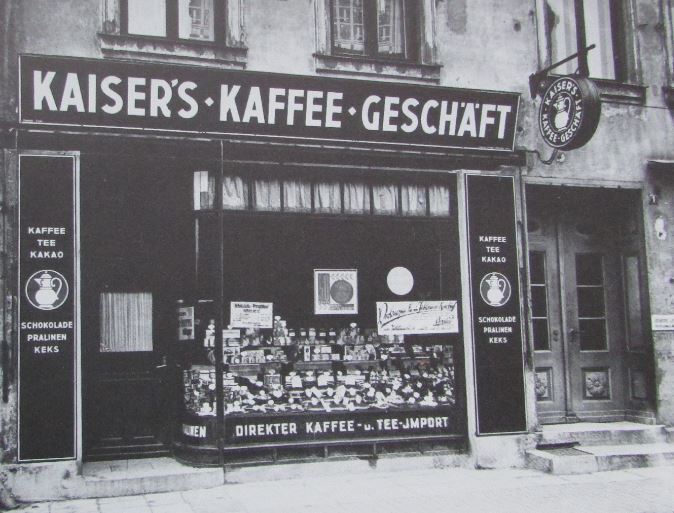 KAISER'S · KAFFEE · GESCHÄFT
KAISER'S
KAFFEE-GESCHÄFT
KAFFEE
TEE
KAKAO
SCHOKOLADE
PRALINEN
KEKS
KAFFEE
TEE
KAKAO
SCHOKOLADE
PRALINEN
KEKS
NEN
DIREKTER KAFFEE - u. TEE-JMPORT